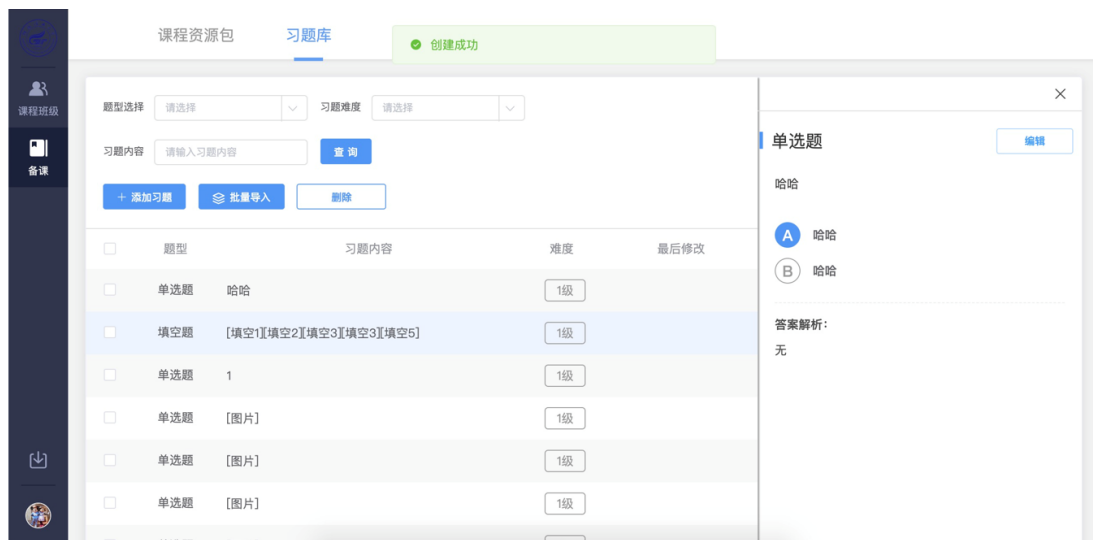 课程资源包 习题库 创建成功
课程班级
备课
题型选择 请选择 习题难度 请选择
习题内容 请输入习题内容 查询
+ 添加习题 批量导入 删除
题型 习题内容 难度 最后修改
单选题 哈哈 1级
填空题 [填空1][填空2][填空3][填空3][填空5] 1级
单选题 1 1级
单选题 [图片] 1级
单选题 [图片] 1级
单选题 [图片] 1级
单选题 编辑
哈哈
A 哈哈
B 哈哈
答案解析：
无